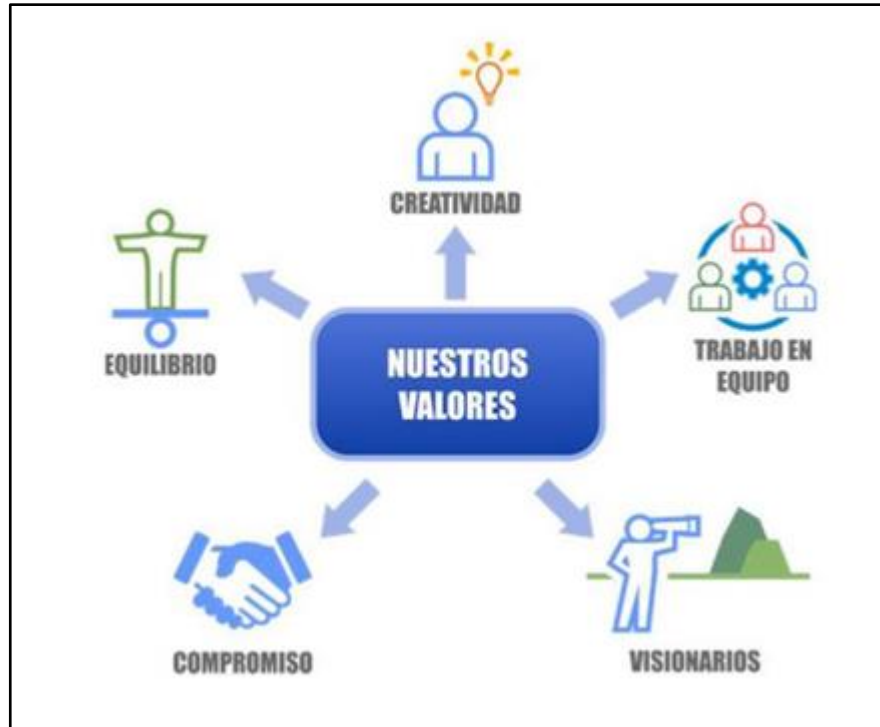 CREATIVIDAD
EQUILIBRIO
TRABAJO EN
EQUIPO
NUESTROS
VALORES
COMPROMISO
VISIONARIOS